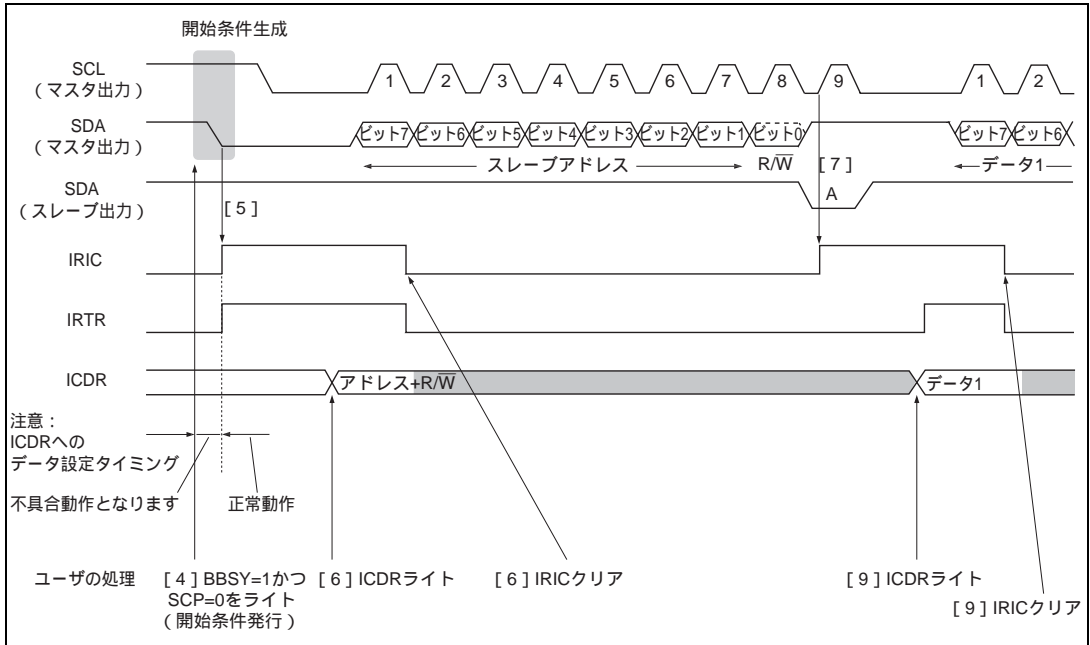 開始条件生成
SCL
(マスタ出力)
1 2 3 4 5 6 7 8 9 1 2
SDA
(マスタ出力)
ビット7 ビット6 ビット5 ビット4 ビット3 ビット2 ビット1 ビット0 ビット7 ビット6
スレーブアドレス R/W [7] データ1
SDA
(スレーブ出力)
[5]
A
IRIC
IRTR
ICDR
アドレス+R/W データ1
注意:
ICDRへの
データ設定タイミング
不具合動作となります 正常動作
ユーザの処理 [4] BBSY=1かつ [6] ICDRライト [6] IRICクリア [9] ICDRライト
SCP=0をライト [9] IRICクリア
(開始条件発行)